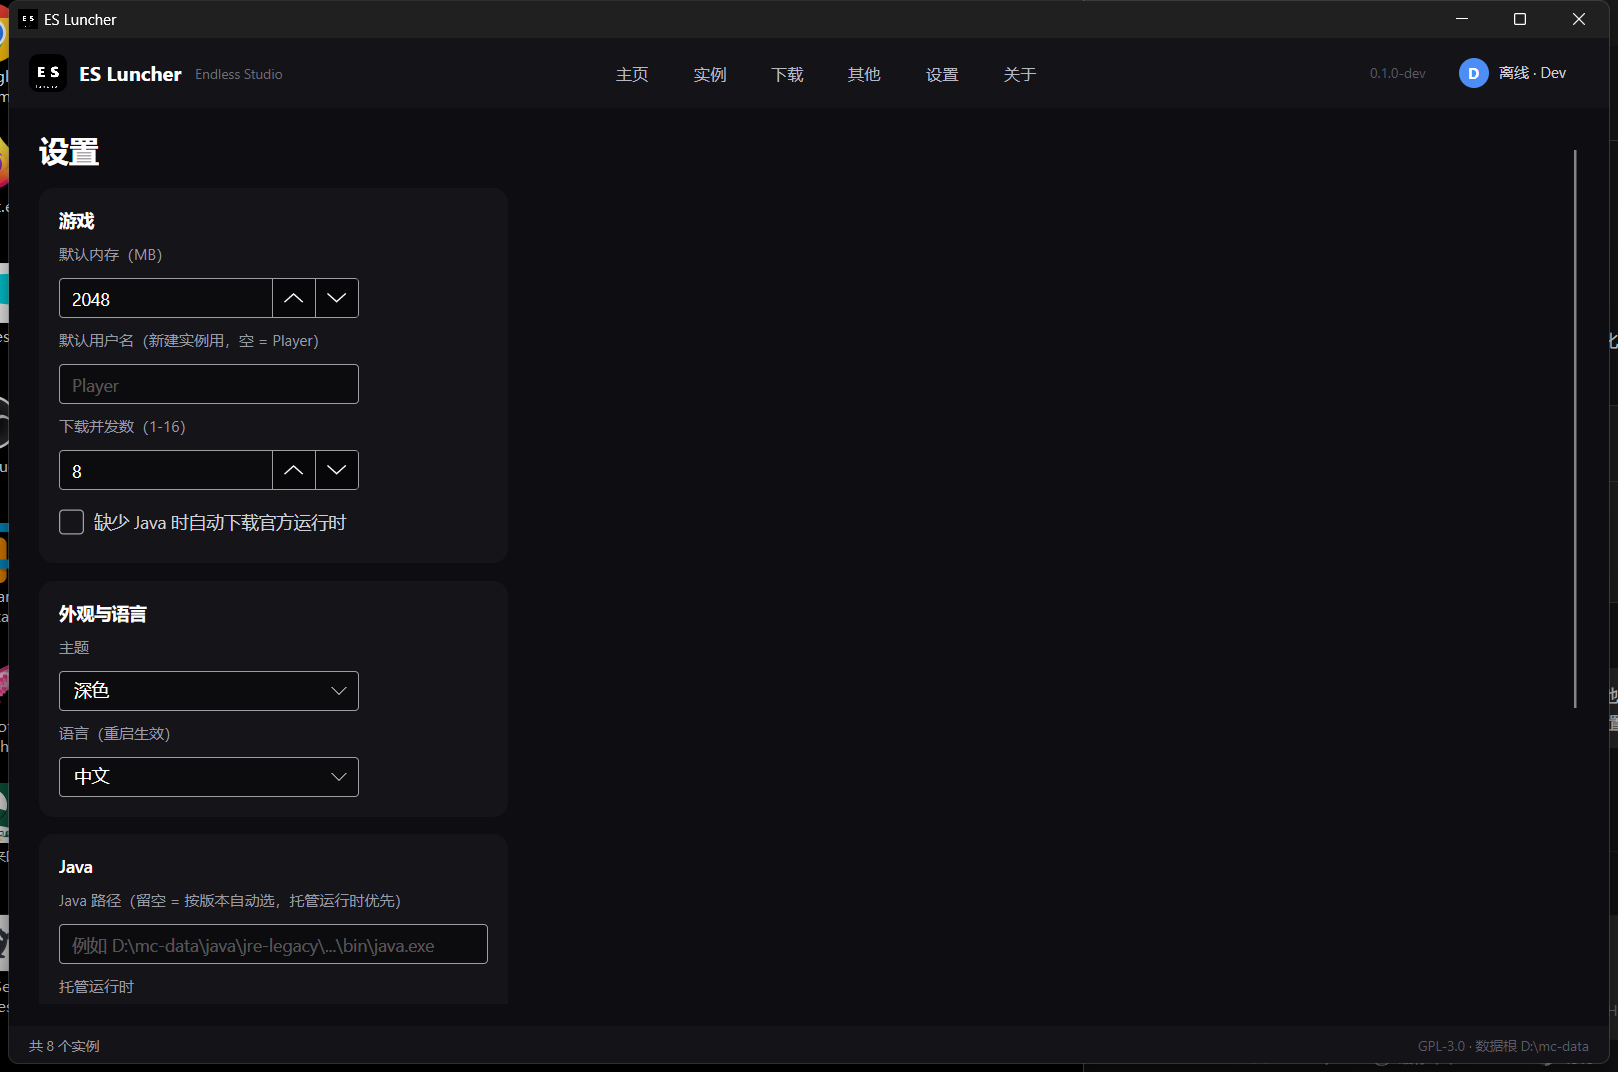 ES Luncher
ES
ES Luncher Endless Studio 主页 实例 下载 其他 设置 关于 0.1.0-dev D 离线 · Dev
设置
游戏
默认内存（MB）
2048
默认用户名（新建实例用，空 = Player）
Player
下载并发数（1-16）
8
缺少 Java 时自动下载官方运行时
外观与语言
主题
深色
语言（重启生效）
中文
Java
Java 路径（留空 = 按版本自动选，托管运行时优先）
例如 D:\mc-data\java\jre-legacy\...\bin\java.exe
托管运行时
共 8 个实例 GPL-3.0 · 数据根 D:\mc-data